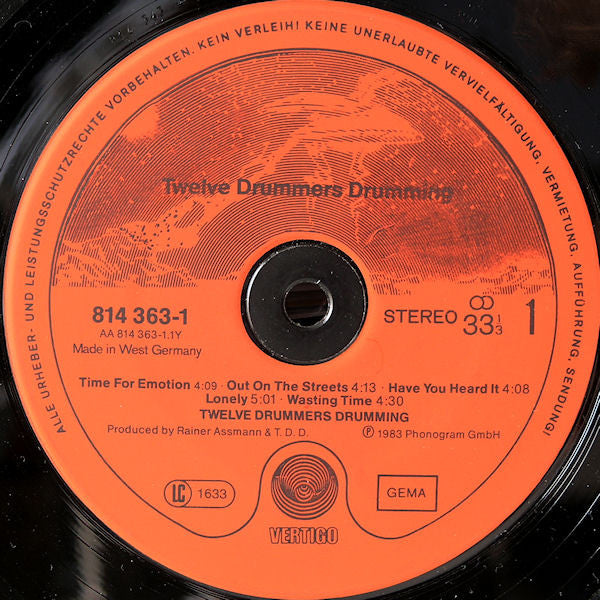 ALLE URHEBER- UND LEISTUNGSSCHUTZRECHTE VORBEHALTEN. KEIN VERLEIH! KEINE UNERLAUBTE VERVIELFÄLTIGUNG, VERMIETUNG, AUFFÜHRUNG, SENDUNG!
Twelve Drummers Drumming
814 363-1
AA 814 363-1.1Y
Made in West Germany
STEREO 33 1/3 1
Time For Emotion 4:09 · Out On The Streets 4:13 · Have You Heard It 4:08
Lonely 5:01 · Wasting Time 4:30
TWELVE DRUMMERS DRUMMING
Produced by Rainer Assmann & T. D. D. ℗ 1983 Phonogram GmbH
LC 1633
GEMA
VERTIGO